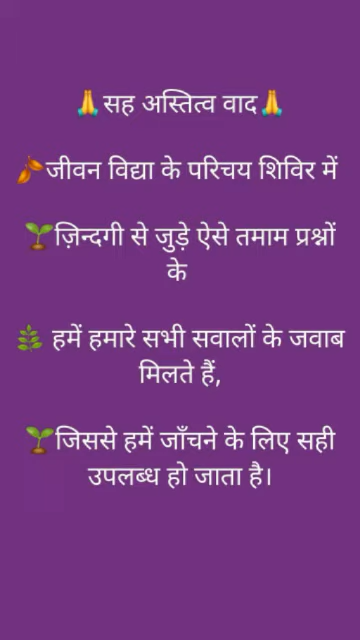 🙏सह अस्तित्व वाद🙏
🍂जीवन विद्या के परिचय शिविर में
🌱ज़िन्दगी से जुड़े ऐसे तमाम प्रश्नों
के
🌿 हमें हमारे सभी सवालों के जवाब
मिलते हैं,
🌱जिससे हमें जाँचने के लिए सही
उपलब्ध हो जाता है।